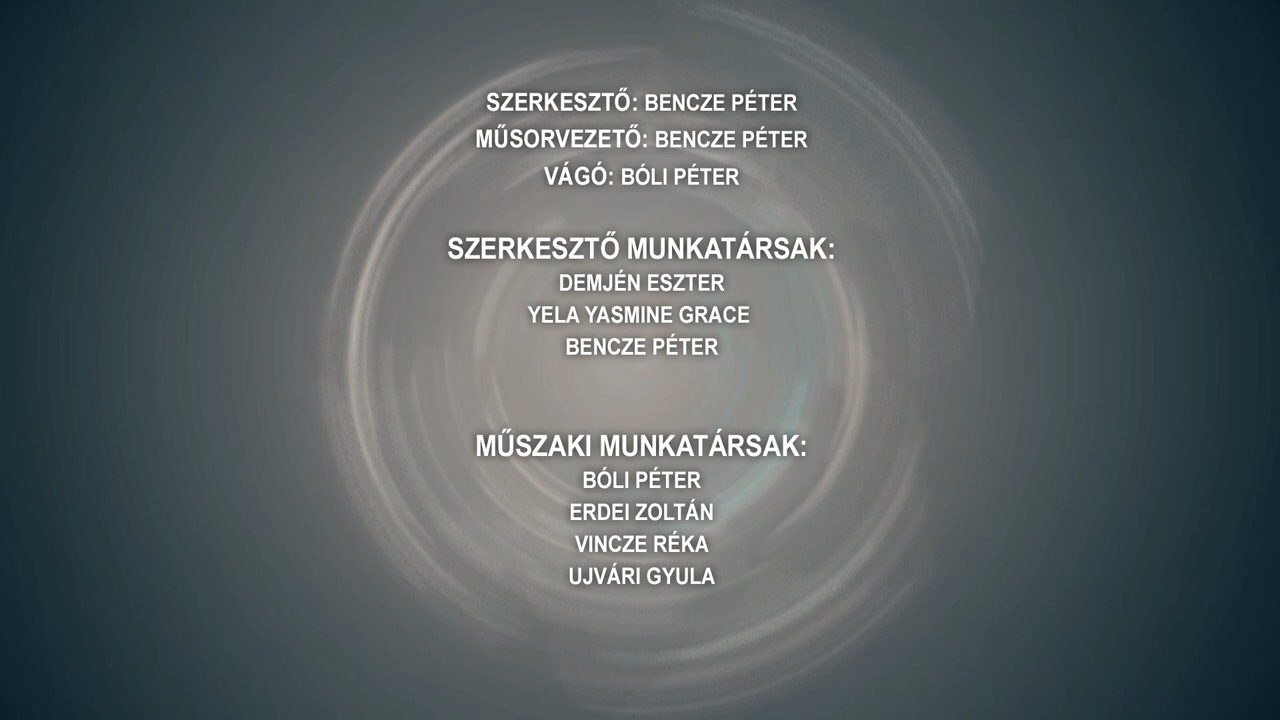 SZERKESZTŐ: BENCZE PÉTER
MŰSORVEZETŐ: BENCZE PÉTER
VÁGÓ: BÓLI PÉTER
SZERKESZTŐ MUNKATÁRSAK:
DEMJÉN ESZTER
YELA YASMINE GRACE
BENCZE PÉTER
MŰSZAKI MUNKATÁRSAK:
BÓLI PÉTER
ERDEI ZOLTÁN
VINCZE RÉKA
UJVÁRI GYULA